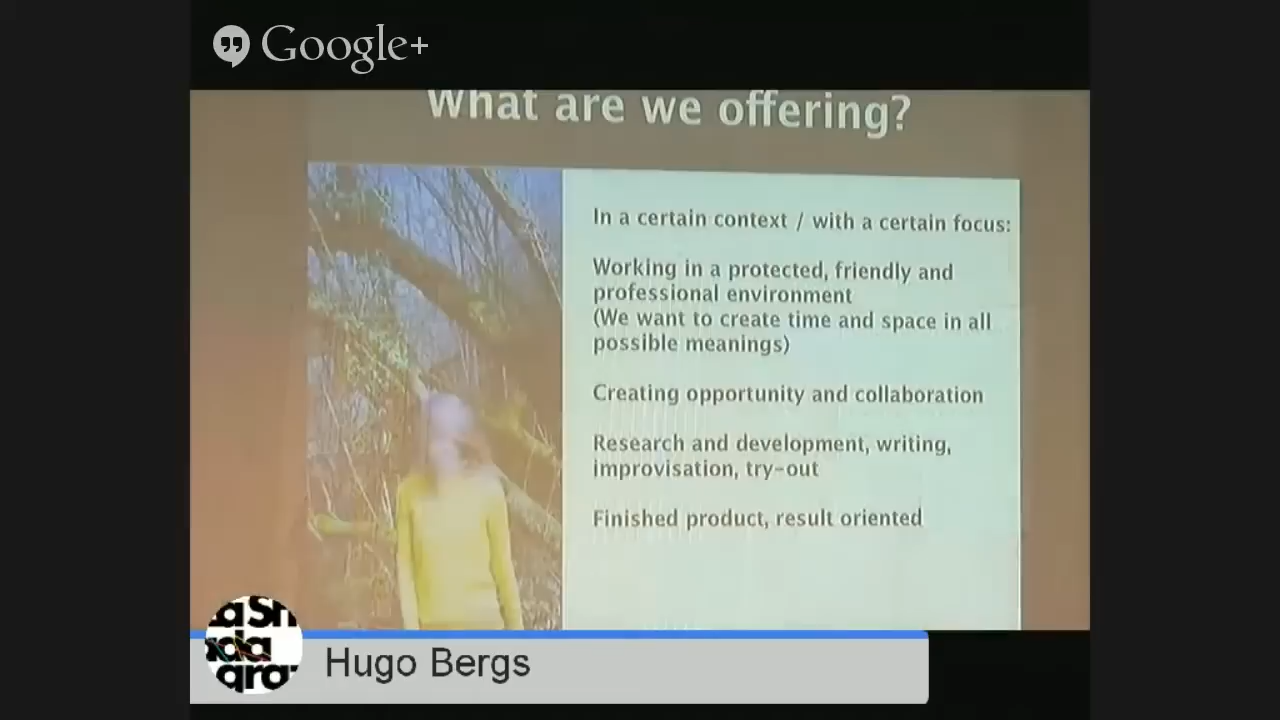 Google+
What are we offering?
In a certain context / with a certain focus:
Working in a protected, friendly and
professional environment
(We want to create time and space in all
possible meanings)
Creating opportunity and collaboration
Research and development, writing,
improvisation, try-out
Finished product, result oriented
Hugo Bergs